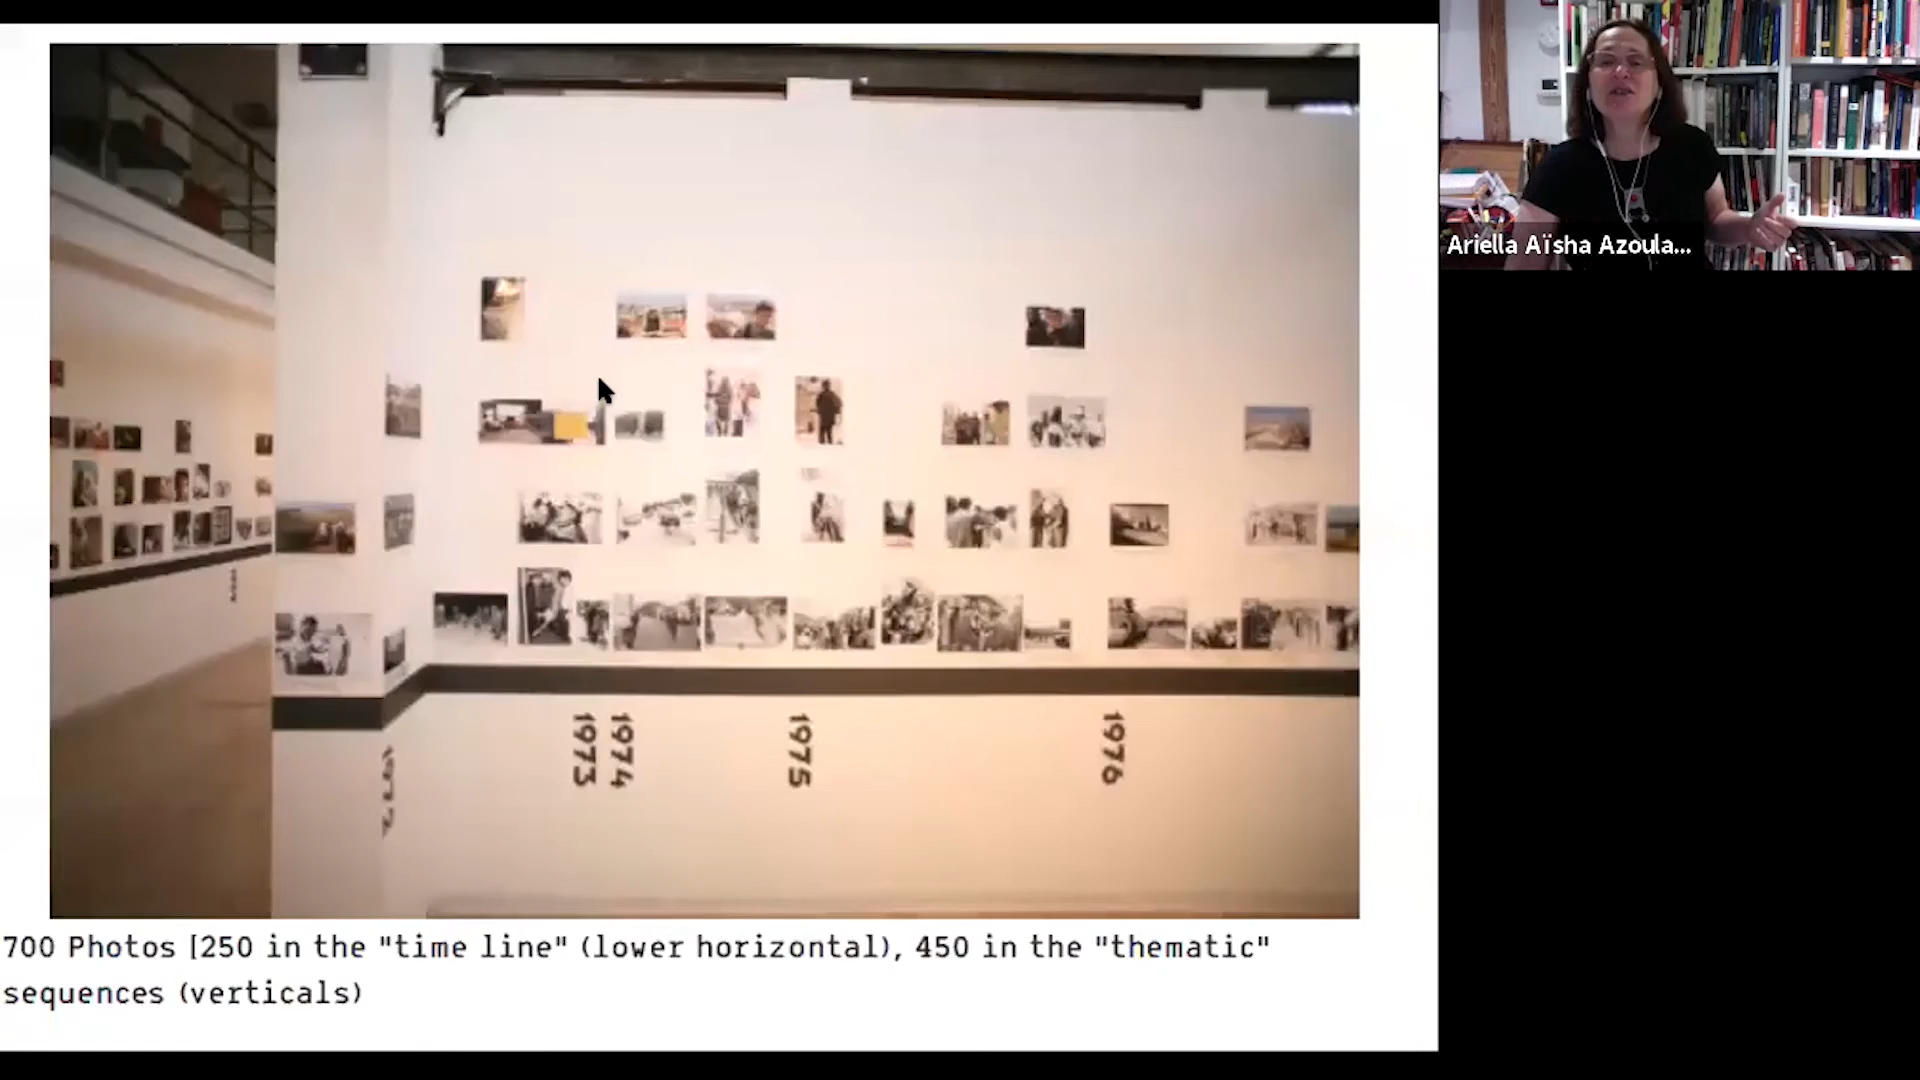 Ariella Aïsha Azoula...
1972
1973
1974
1975
1976
700 Photos [250 in the "time line" (lower horizontal), 450 in the "thematic"
sequences (verticals)